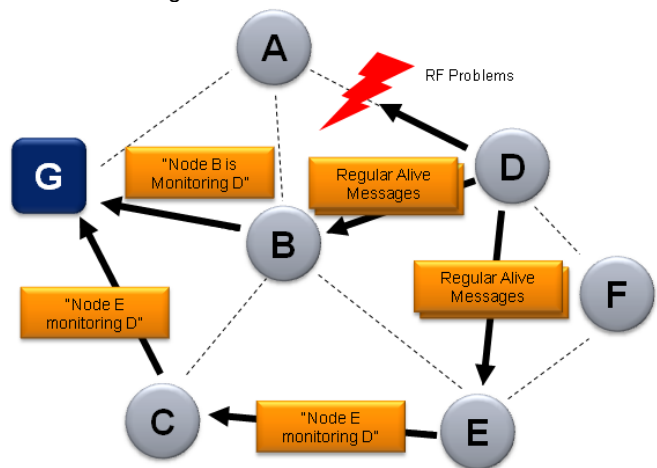 A
RF Problems
G
"Node B is
Monitoring D"
Regular Alive
Messages
D
B
Regular Alive
Messages
F
"Node E
monitoring D"
C
"Node E
monitoring D"
E